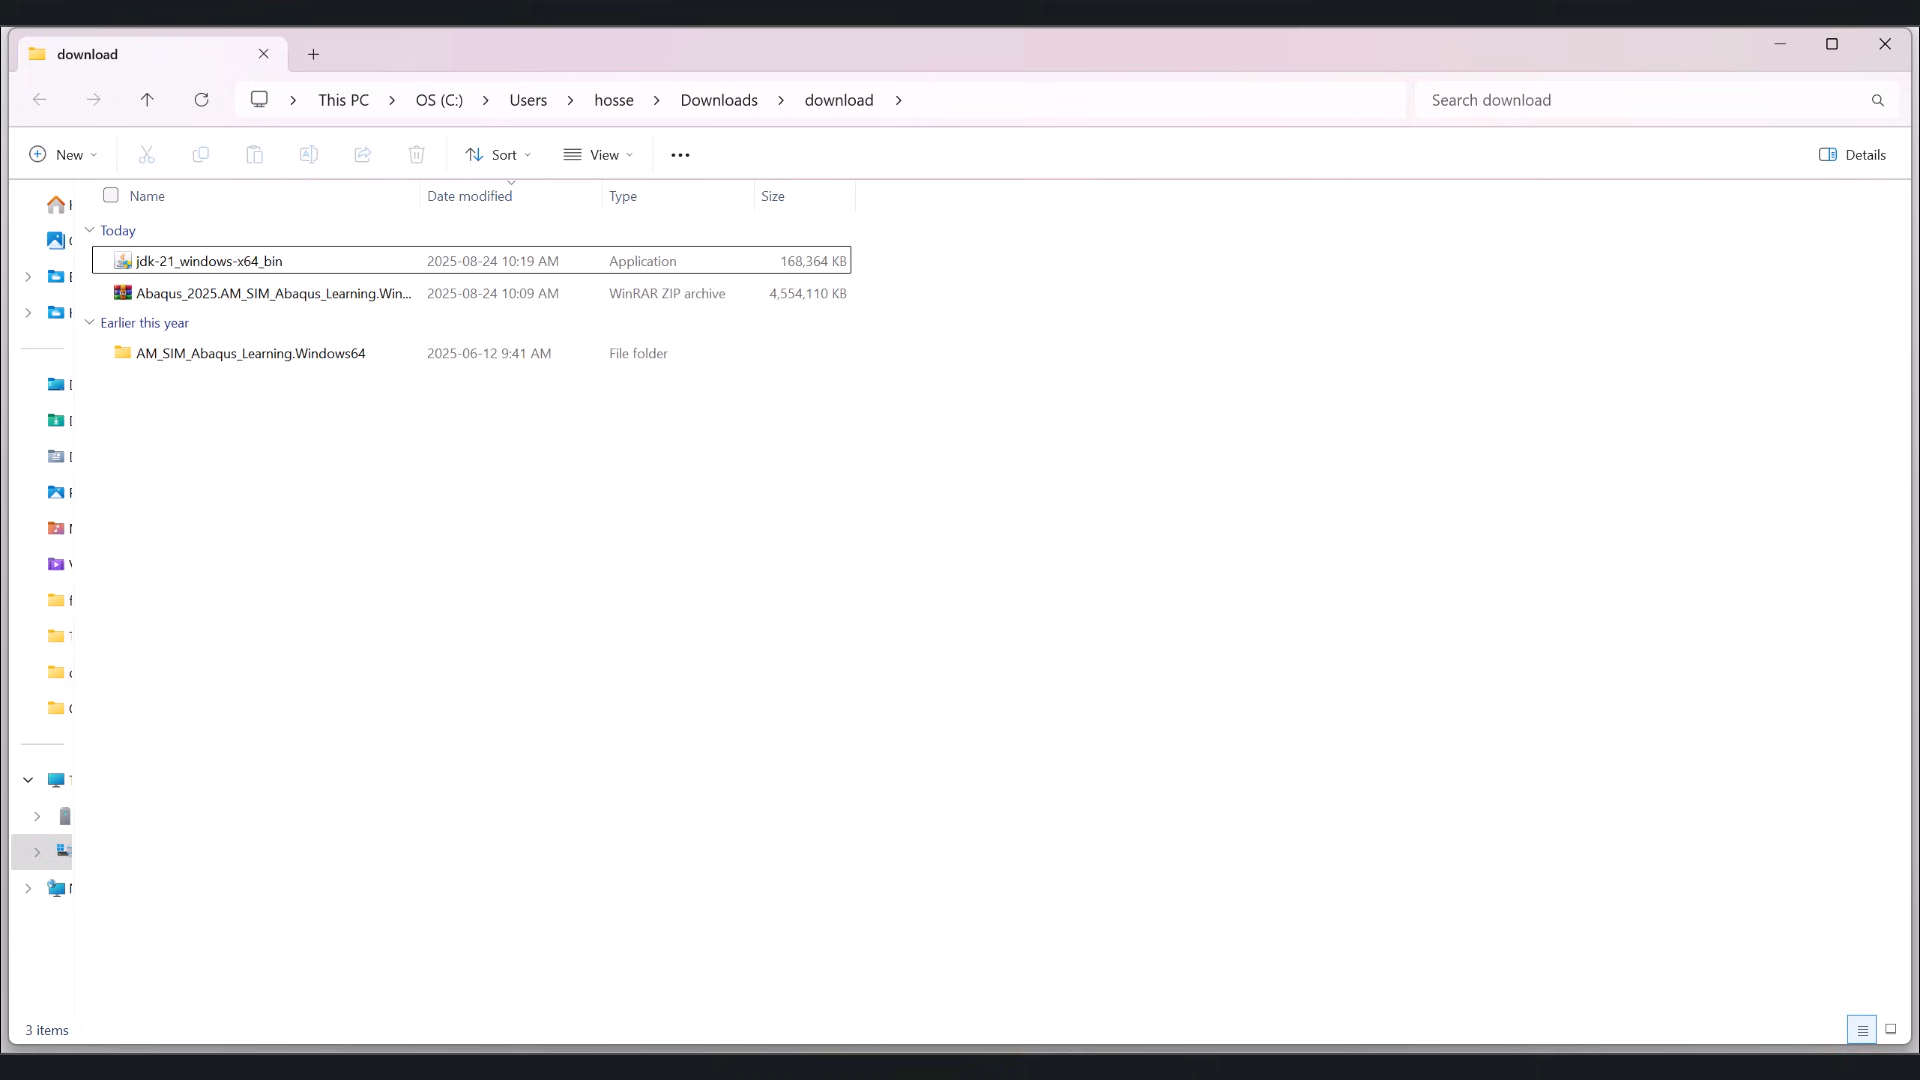 download
This PC > OS (C:) > Users > hosse > Downloads > download >
Search download
New
Sort
View
Details
Name Date modified Type Size
Today
jdk-21_windows-x64_bin 2025-08-24 10:19 AM Application 168,364 KB
Abaqus_2025.AM_SIM_Abaqus_Learning.Win... 2025-08-24 10:09 AM WinRAR ZIP archive 4,554,110 KB
Earlier this year
AM_SIM_Abaqus_Learning.Windows64 2025-06-12 9:41 AM File folder
3 items